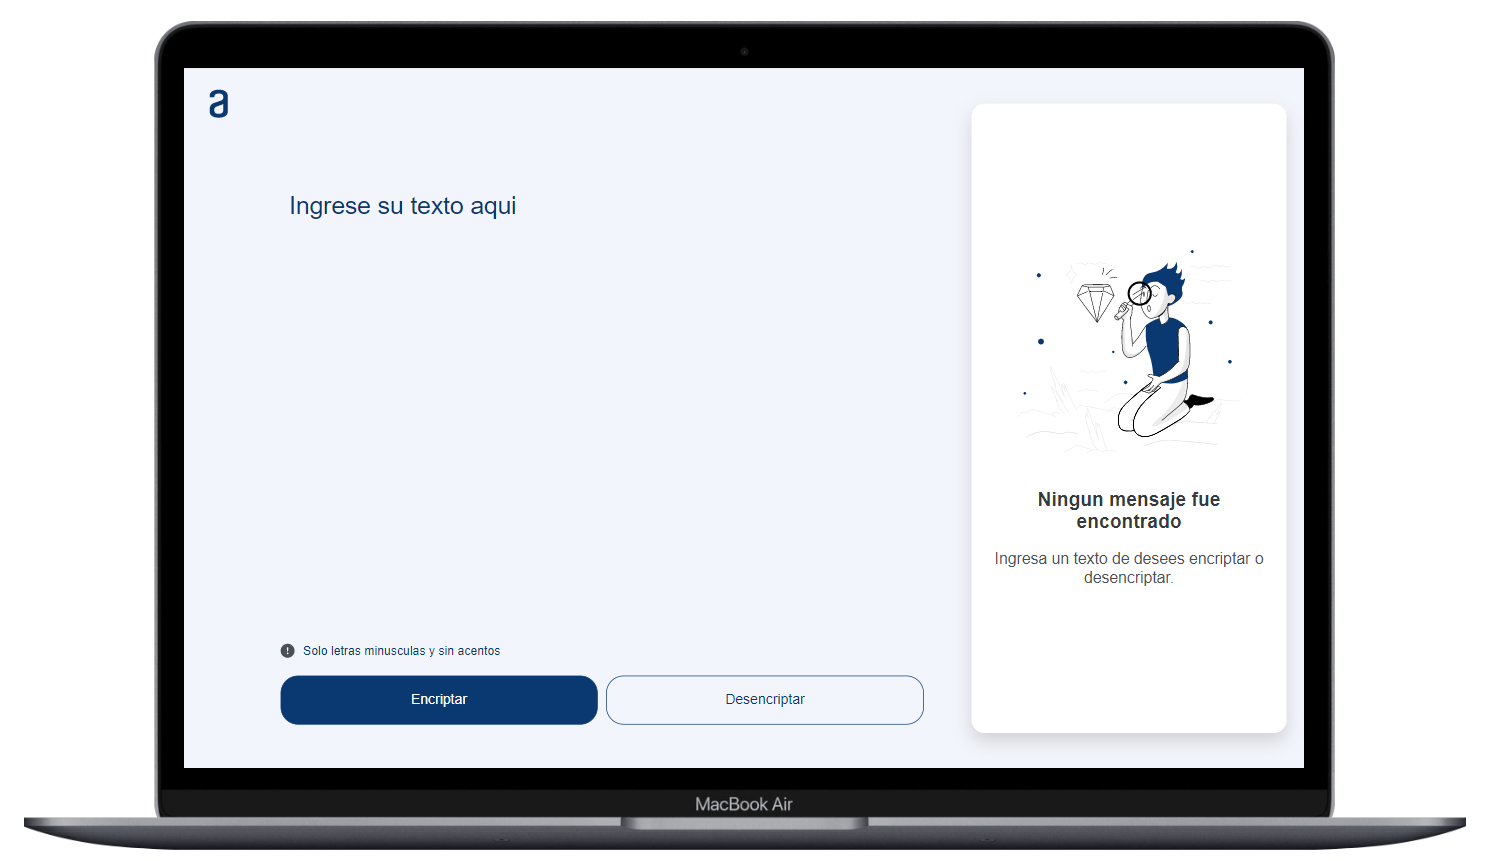 a
Ingrese su texto aqui
Ningun mensaje fue
encontrado
Ingresa un texto de desees encriptar o
desencriptar.
Solo letras minusculas y sin acentos
Encriptar
Desencriptar
MacBook Air